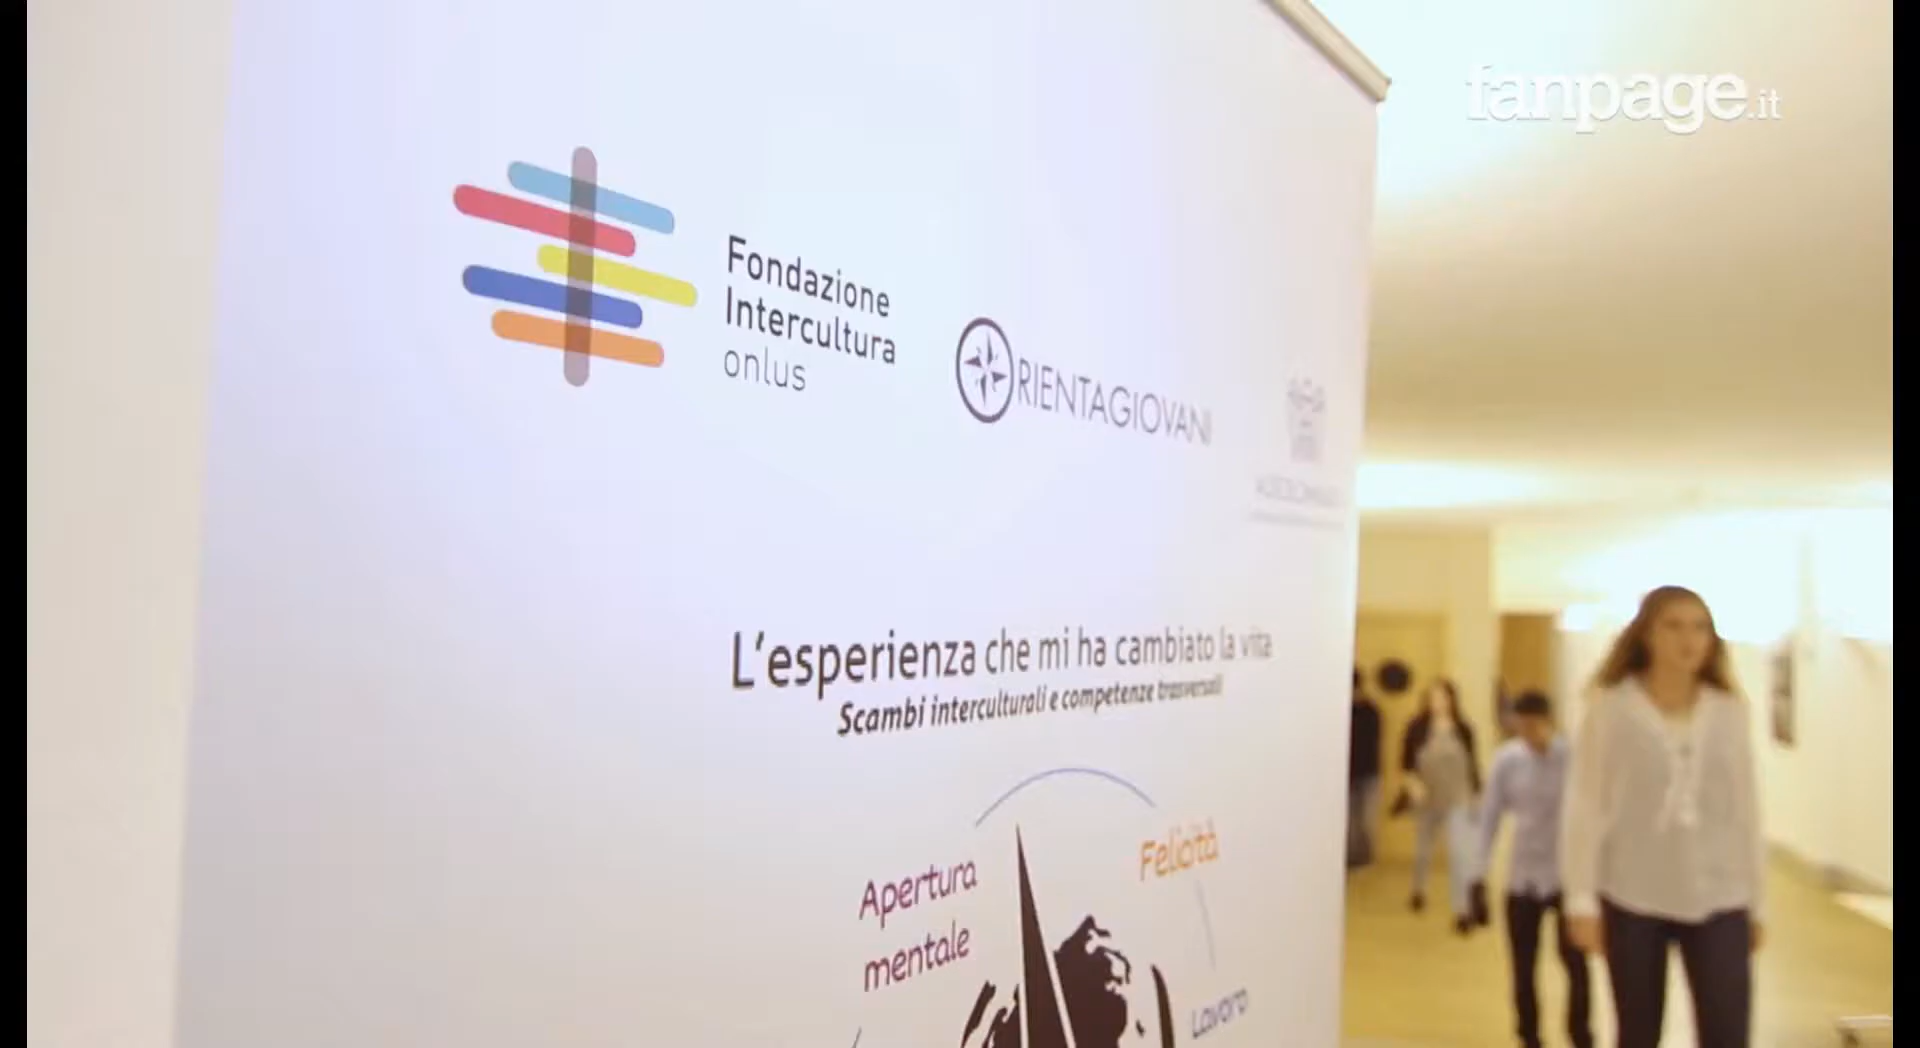 fanpage.it
Fondazione
Intercultura
onlus
ORIENTAGIOVANI
L'esperienza che mi ha cambiato la vita
Scambi interculturali e competenze trasversali
Apertura
mentale
Felicità
Lavoro